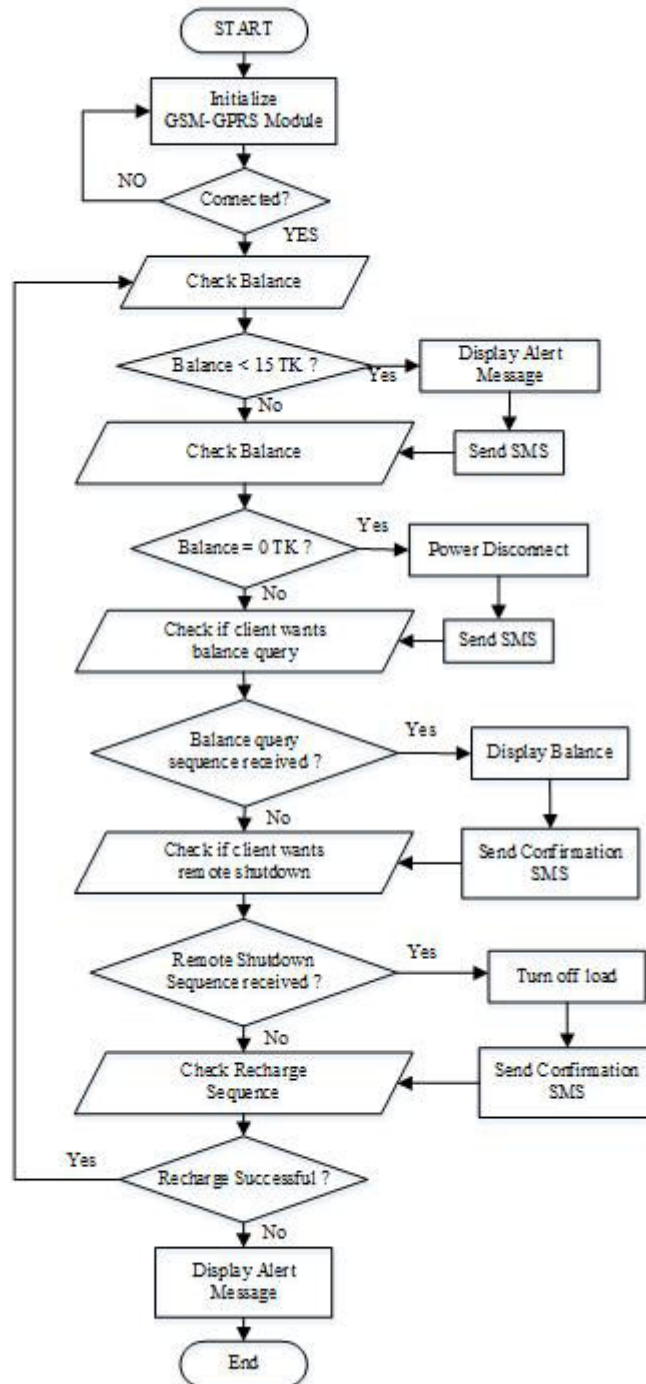 START
Initialize
GSM-GPRS Module
NO
Connected?
YES
Check Balance
Balance < 15 TK ?
Yes
Display Alert
Message
No
Check Balance
Send SMS
Balance = 0 TK ?
Yes
Power Disconnect
No
Check if client wants
balance query
Send SMS
Balance query
sequence received ?
Yes
Display Balance
No
Check if client wants
remote shutdown
Send Confirmation
SMS
Remote Shutdown
Sequence received ?
Yes
Turn off load
No
Check Recharge
Sequence
Send Confirmation
SMS
Yes
Recharge Successful ?
No
Display Alert
Message
End